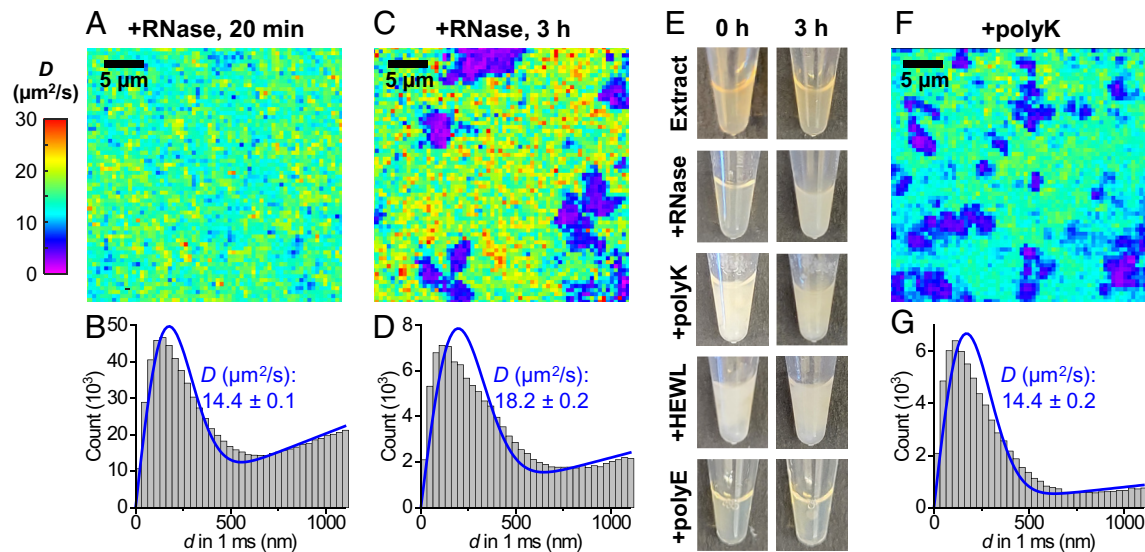 A
+RNase, 20 min
5 µm
D
(µm²/s)
30
20
10
0
B
50
40
30
20
10
0
Count (10³)
D (µm²/s):
14.4 ± 0.1
0
500
1000
d in 1 ms (nm)
C
+RNase, 3 h
5 µm
D
8
6
4
2
0
Count (10³)
D (µm²/s):
18.2 ± 0.2
0
500
1000
d in 1 ms (nm)
E
0 h
3 h
Extract
+RNase
+polyK
+HEWL
+polyE
F
+polyK
5 µm
G
6
4
2
0
Count (10³)
D (µm²/s):
14.4 ± 0.2
0
500
1000
d in 1 ms (nm)